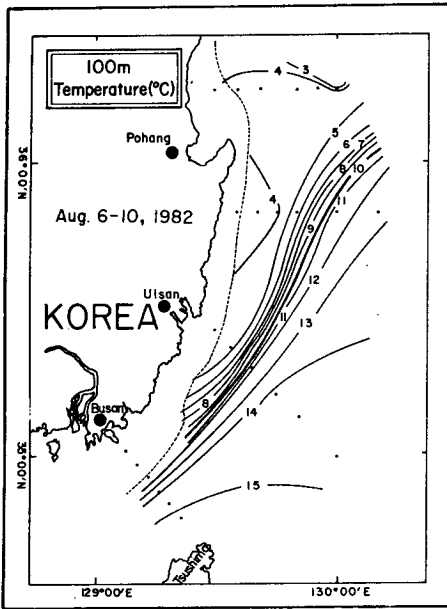 100m
Temperature(°C)
4
3
Pohang
5
6
7
8
10
36°00'N
4
11
Aug. 6-10, 1982
9
12
Ulsan
13
KOREA
11
8
14
Busan
35°00'N
15
Tsushima
129°00'E
130°00'E